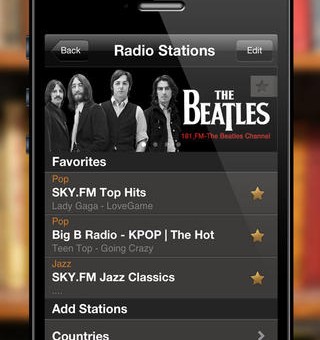 Back
Radio Stations
Edit
THE
BEATLES
181.FM-The Beatles Channel
Favorites
Pop
SKY.FM Top Hits
Lady Gaga - LoveGame
Pop
Big B Radio - KPOP | The Hot
Teen Top - Going Crazy
Jazz
SKY.FM Jazz Classics
....
Add Stations
Countries